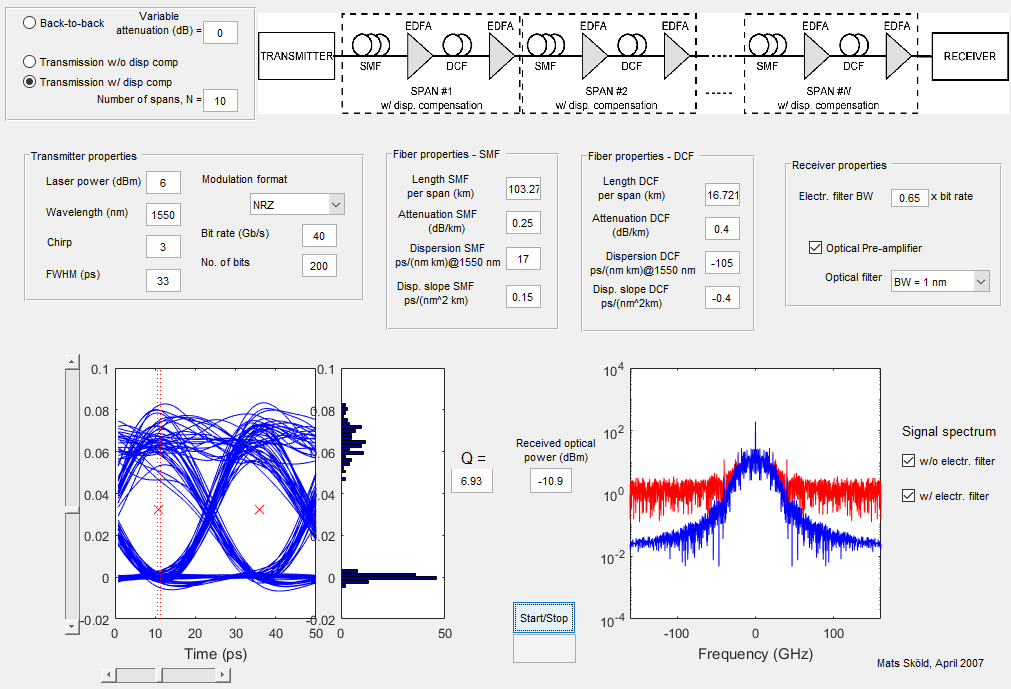 Back-to-back
Variable
attenuation (dB) =
0
Transmission w/o disp comp
Transmission w/ disp comp
Number of spans, N =
10
TRANSMITTER
EDFA
EDFA
SMF
DCF
SPAN #1
w/ disp. compensation
EDFA
EDFA
SMF
DCF
SPAN #2
w/ disp. compensation
EDFA
EDFA
SMF
DCF
SPAN #N
w/ disp. compensation
RECEIVER
Transmitter properties
Laser power (dBm)
6
Wavelength (nm)
1550
Chirp
3
FWHM (ps)
33
Modulation format
NRZ
Bit rate (Gb/s)
40
No. of bits
200
Fiber properties - SMF
Length SMF
per span (km)
103.27
Attenuation SMF
(dB/km)
0.25
Dispersion SMF
ps/(nm km)@1550 nm
17
Disp. slope SMF
ps/(nm^2 km)
0.15
Fiber properties - DCF
Length DCF
per span (km)
16.721
Attenuation DCF
(dB/km)
0.4
Dispersion DCF
ps/(nm km)@1550 nm
-105
Disp. slope DCF
ps/(nm^2km)
-0.4
Receiver properties
Electr. filter BW
0.65
x bit rate
Optical Pre-amplifier
Optical filter
BW = 1 nm
0.1
0.08
0.06
0.04
0.02
0
-0.02
0
10
20
30
40
50
Time (ps)
0.1
0.08
0.06
0.04
0.02
0
-0.02
0
50
Q =
6.93
Received optical
power (dBm)
-10.9
Start/Stop
10^4
10^2
10^0
10^-2
10^-4
-100
0
100
Frequency (GHz)
Signal spectrum
w/o electr. filter
w/ electr. filter
Mats Sköld, April 2007